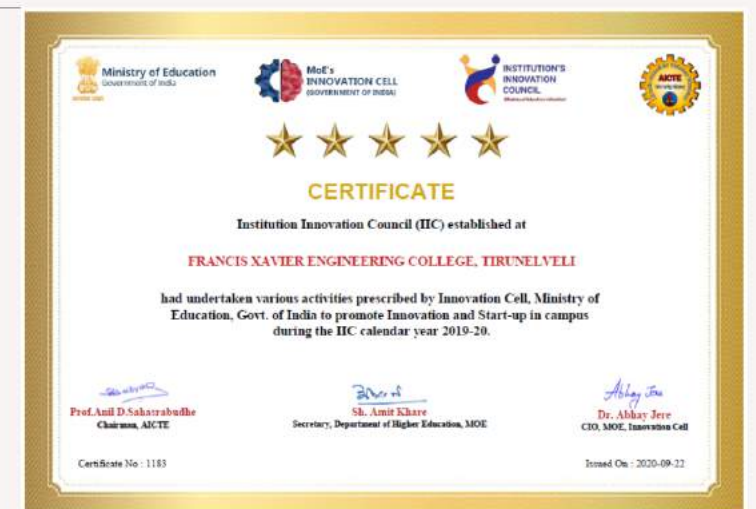 Ministry of Education
Government of India
MoE's
INNOVATION CELL
(GOVERNMENT OF INDIA)
INSTITUTION'S
INNOVATION
COUNCIL
AICTE
CERTIFICATE
Institution Innovation Council (IIC) established at
FRANCIS XAVIER ENGINEERING COLLEGE, TIRUNELVELI
had undertaken various activities prescribed by Innovation Cell, Ministry of
Education, Govt. of India to promote Innovation and Start-up in campus
during the IIC calendar year 2019-20.
Prof.Anil D.Sahasrabudhe
Chairman, AICTE
Sh. Amit Khare
Secretary, Department of Higher Education, MOE
Abhay Jere
Dr. Abhay Jere
CIO, MOE, Innovation Cell
Certificate No : 1183
Issued On : 2020-09-22